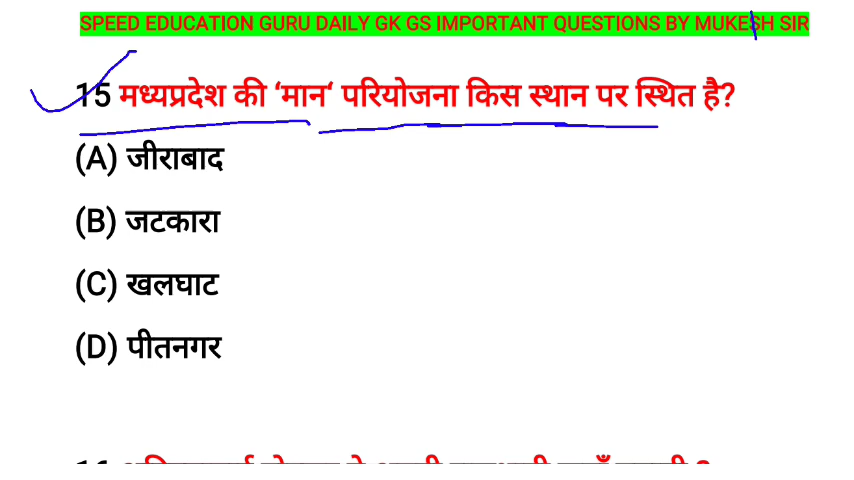 SPEED EDUCATION GURU DAILY GK GS IMPORTANT QUESTIONS BY MUKESH SIR
15 मध्यप्रदेश की ‘मान‘ परियोजना किस स्थान पर स्थित है?
(A) जीराबाद
(B) जटकारा
(C) खलघाट
(D) पीतनगर